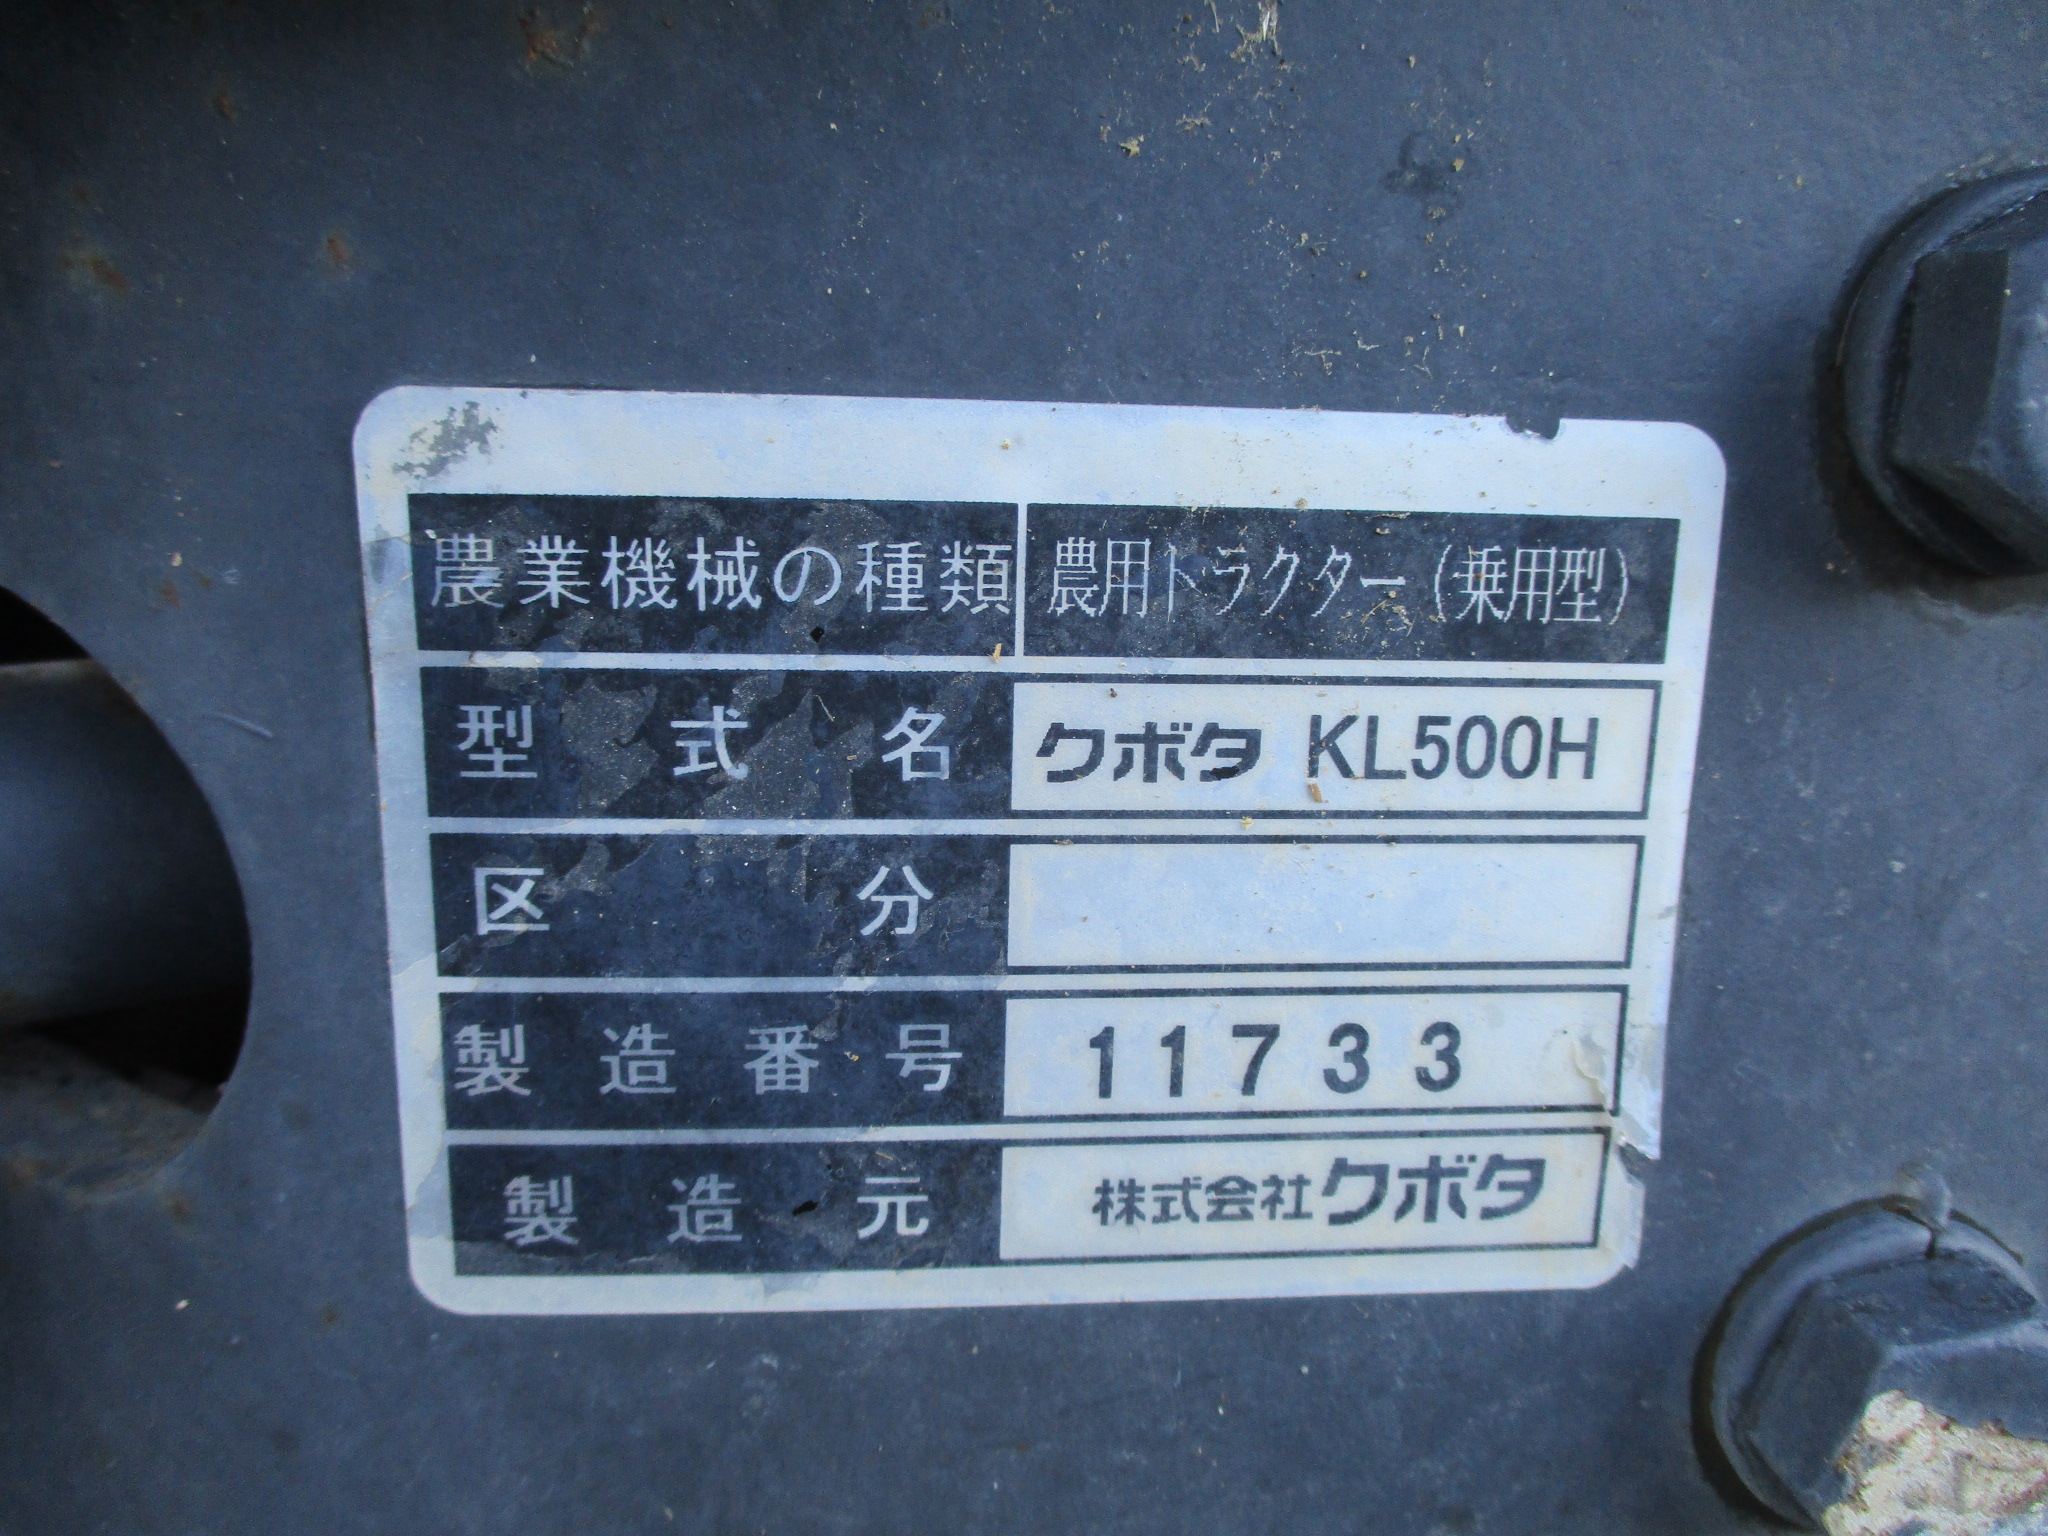 農業機械の種類 農用トラクター(乗用型)
型式名 クボタ KL500H
区分
製造番号 11733
製造元 株式会社クボタ